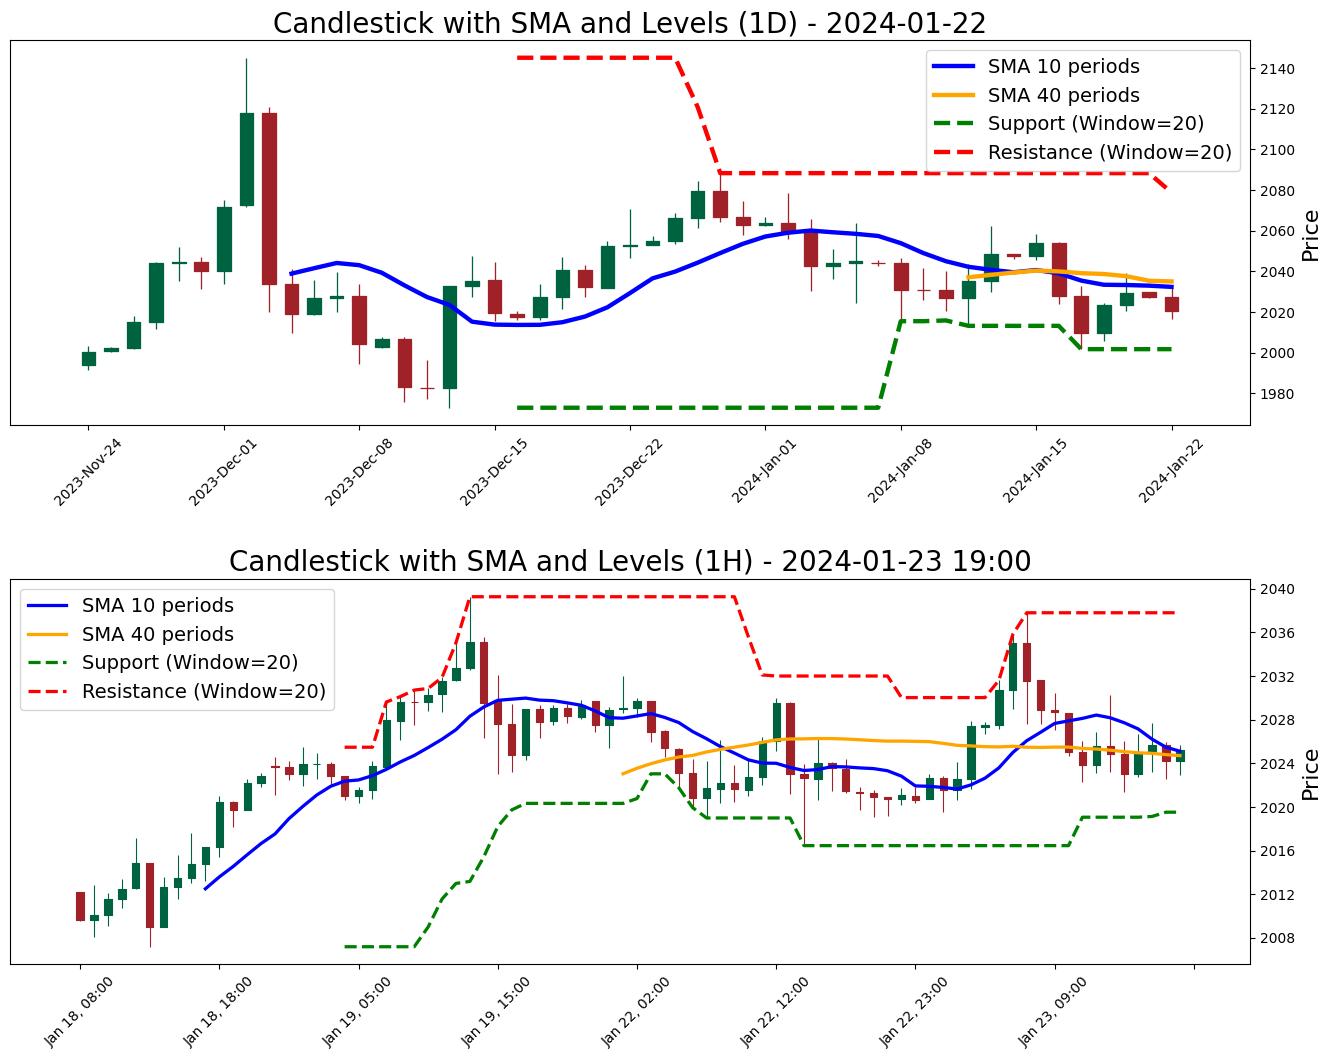 Candlestick with SMA and Levels (1D) - 2024-01-22
SMA 10 periods
SMA 40 periods
Support (Window=20)
Resistance (Window=20)
2140
2120
2100
2080
2060
2040
2020
2000
1980
Price
2023-Nov-24
2023-Dec-01
2023-Dec-08
2023-Dec-15
2023-Dec-22
2024-Jan-01
2024-Jan-08
2024-Jan-15
2024-Jan-22
Candlestick with SMA and Levels (1H) - 2024-01-23 19:00
SMA 10 periods
SMA 40 periods
Support (Window=20)
Resistance (Window=20)
2040
2036
2032
2028
2024
2020
2016
2012
2008
Price
Jan 18, 08:00
Jan 18, 18:00
Jan 19, 05:00
Jan 19, 15:00
Jan 22, 02:00
Jan 22, 12:00
Jan 22, 23:00
Jan 23, 09:00